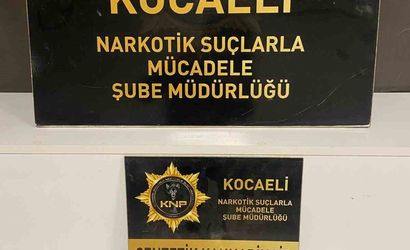 KOCAELİ
NARKOTİK SUÇLARLA
MÜCADELE
ŞUBE MÜDÜRLÜĞÜ
KNP
KOCAELİ
NARKOTİK SUÇLARLA
MÜCADELE
ŞUBE MÜDÜRLÜĞÜ